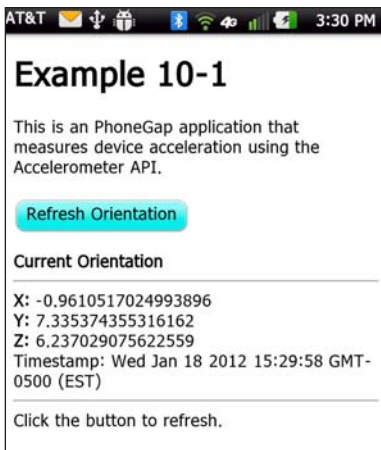 AT&T 4G 3:30 PM
Example 10-1
This is an PhoneGap application that
measures device acceleration using the
Accelerometer API.
Refresh Orientation
Current Orientation
X: -0.9610517024993896
Y: 7.335374355316162
Z: 6.237029075622559
Timestamp: Wed Jan 18 2012 15:29:58 GMT-
0500 (EST)
Click the button to refresh.